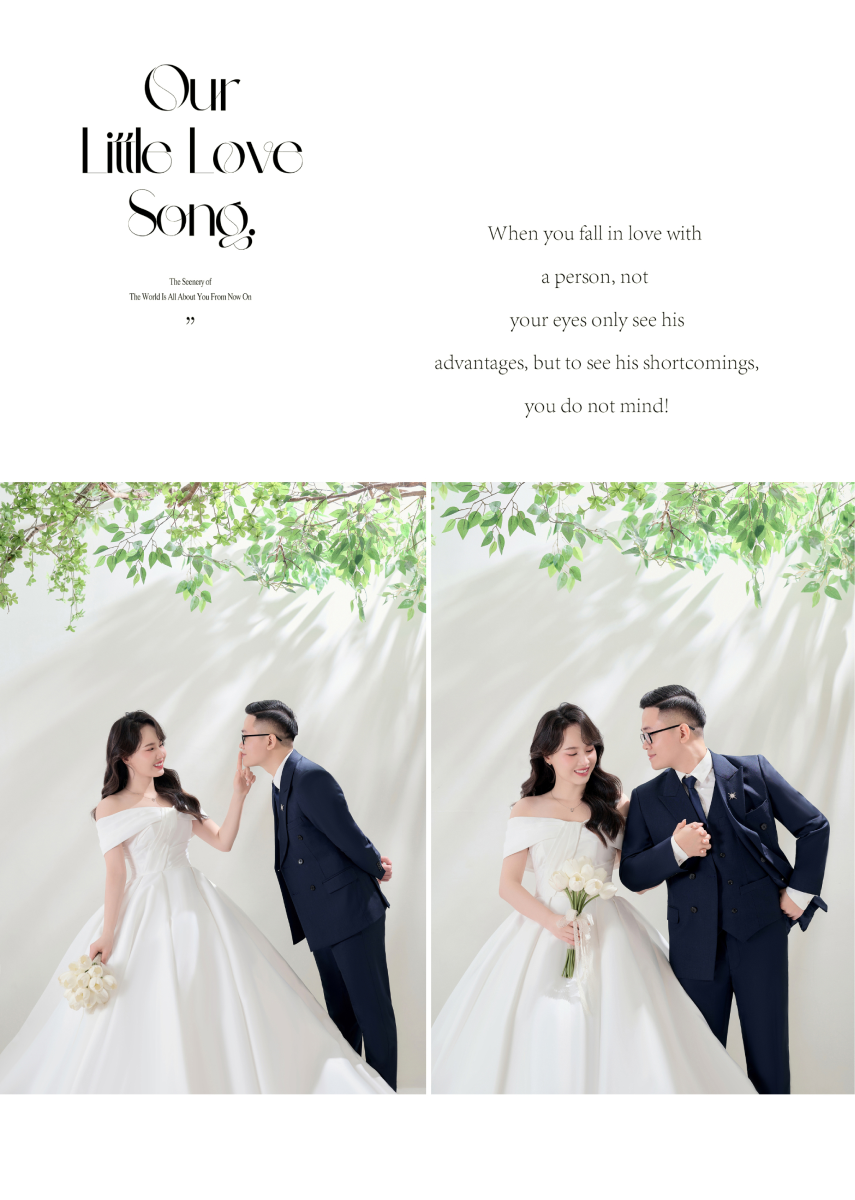 Our
Little Love
Song.
The Seenery of
The World Is All About You From Now On
”
When you fall in love with
a person, not
your eyes only see his
advantages, but to see his shortcomings,
you do not mind!